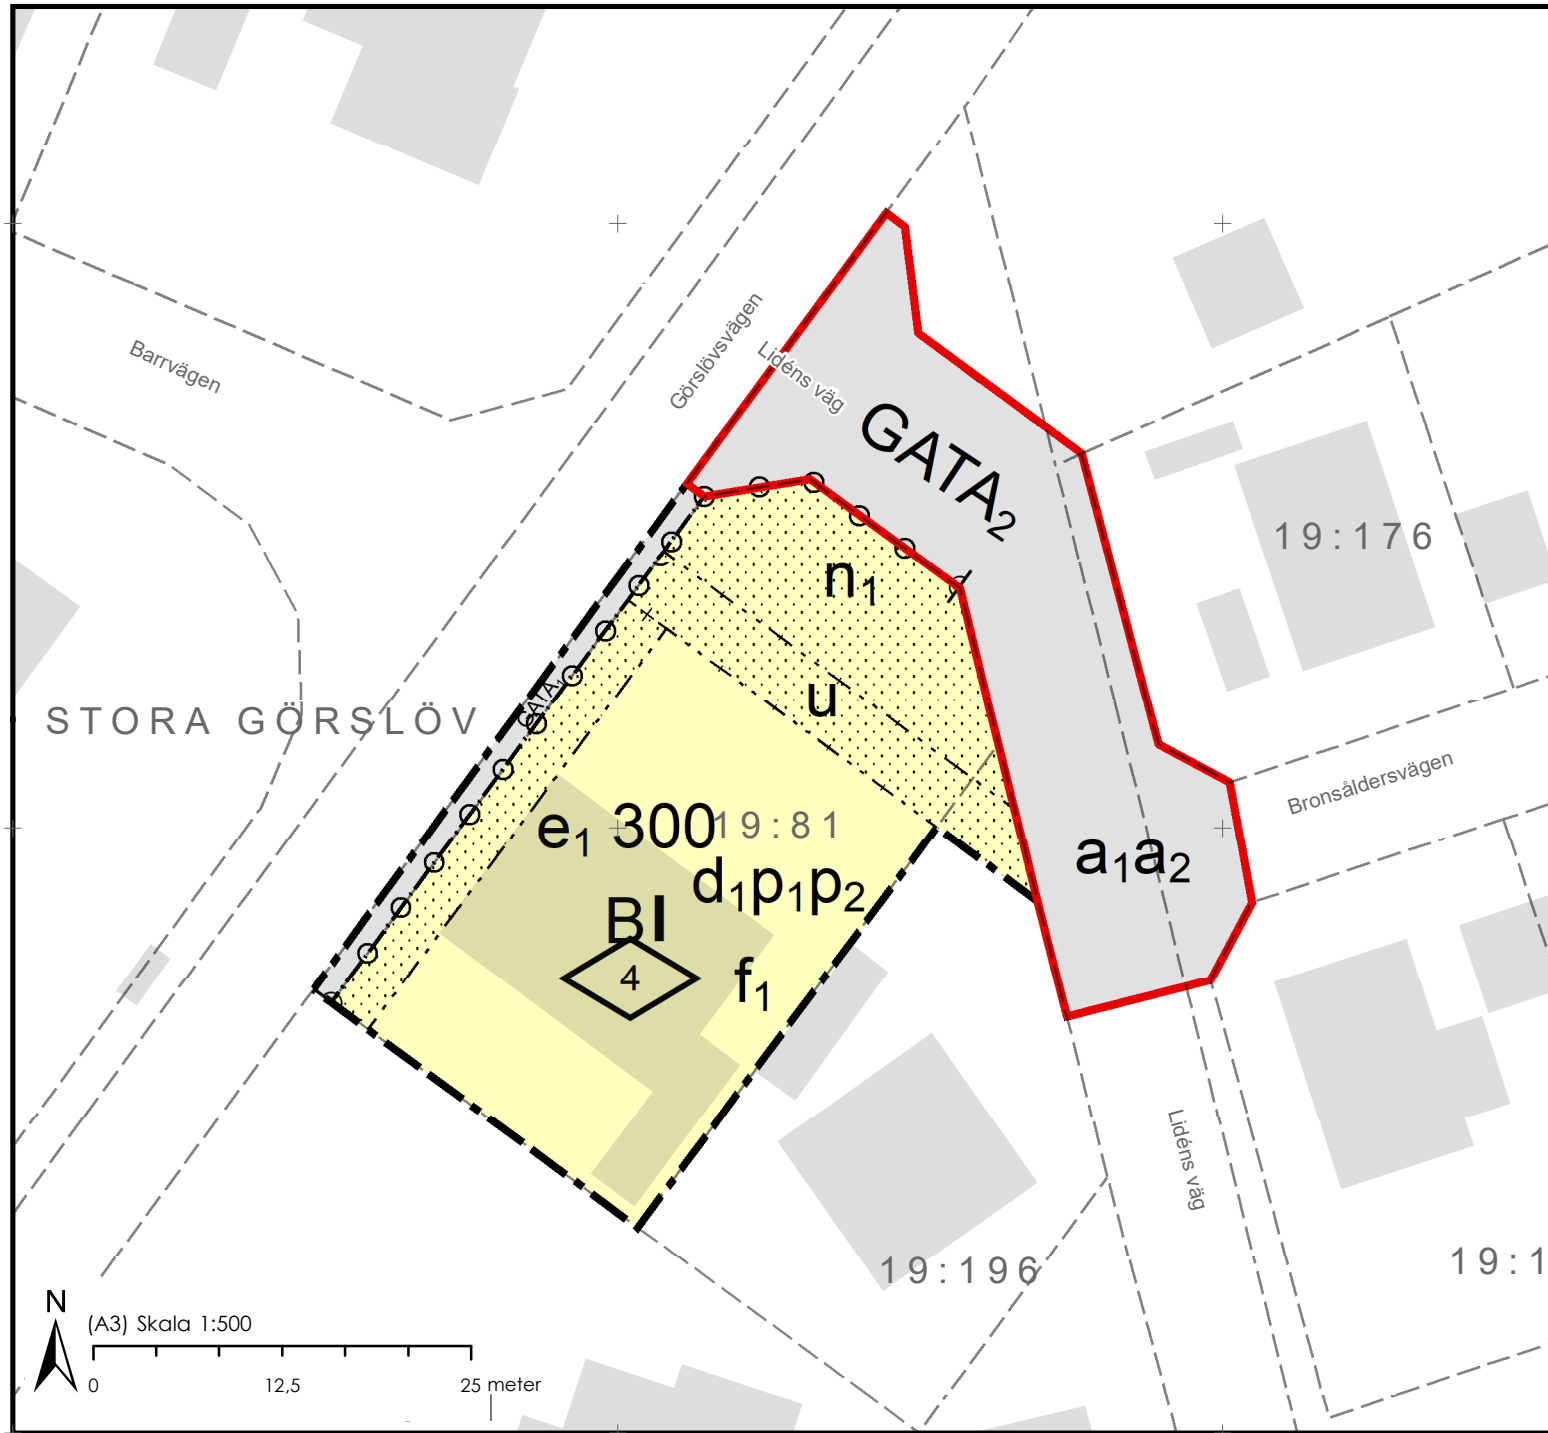 Barrvägen
Görslövsvägen
Lidéns väg
GATA2
19:176
n1
u
GATA1
STORA GÖRSLÖV
Bronsåldersvägen
e1 300
19:81
a1a2
d1p1p2
BI
4
f1
Lidéns väg
19:196
19:1
N
(A3) Skala 1:500
0 12,5 25 meter